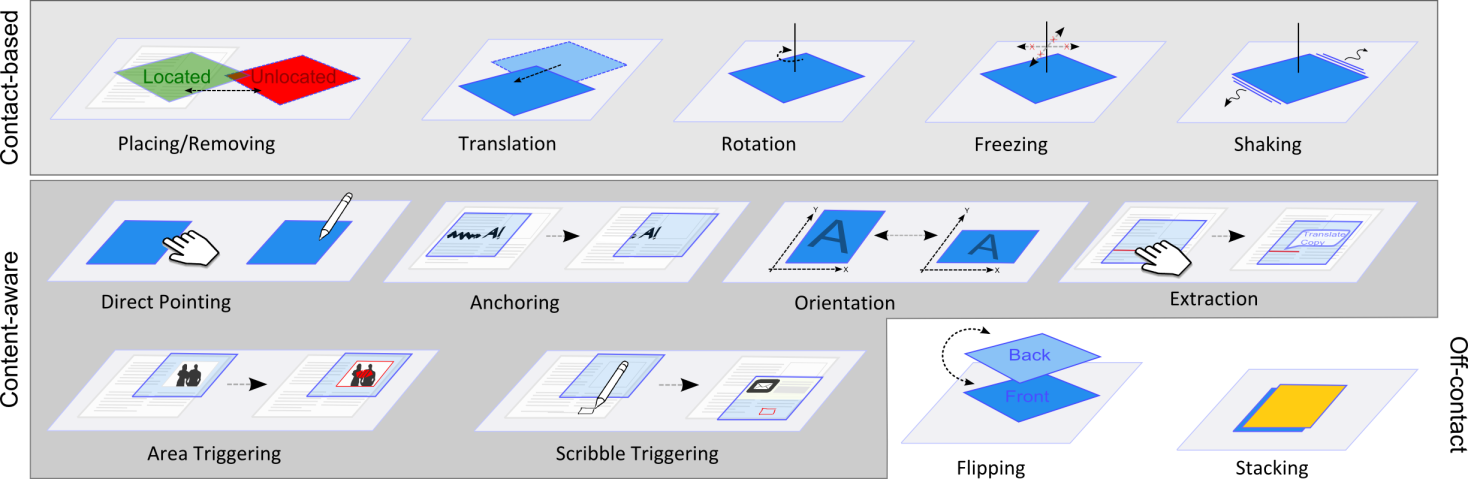 Contact-based
Located
Unlocated
Placing/Removing
Translation
Rotation
Freezing
Shaking
Content-aware
Direct Pointing
A!
A!
Anchoring
Y
A
X
Y
A
X
Orientation
Translate
Copy
Extraction
Area Triggering
Scribble Triggering
Off-contact
Back
Front
Flipping
Stacking